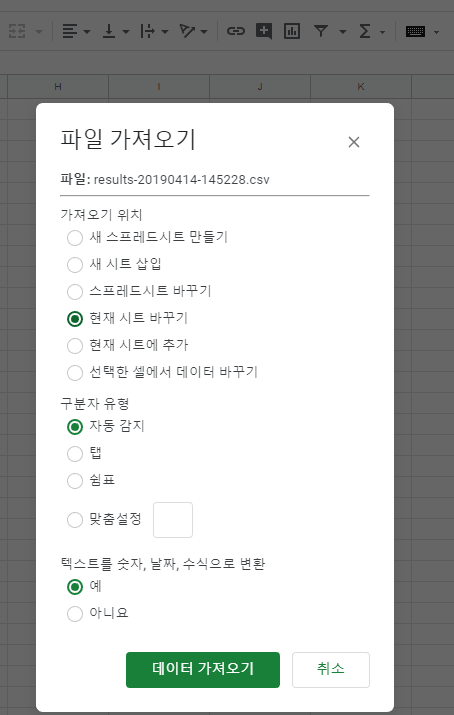 H I J K
파일 가져오기
파일: results-20190414-145228.csv
가져오기 위치
새 스프레드시트 만들기
새 시트 삽입
스프레드시트 바꾸기
현재 시트 바꾸기
현재 시트에 추가
선택한 셀에서 데이터 바꾸기
구분자 유형
자동 감지
탭
쉼표
맞춤설정
텍스트를 숫자, 날짜, 수식으로 변환
예
아니요
데이터 가져오기 취소